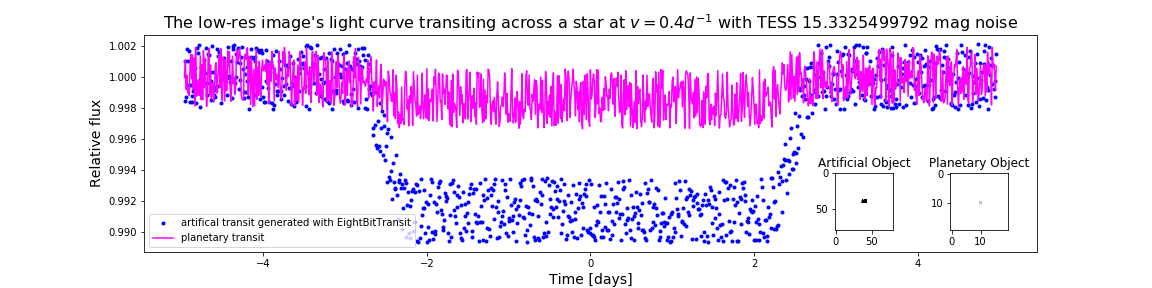 The low-res image's light curve transiting across a star at v = 0.4d⁻¹ with TESS 15.3325499792 mag noise
Relative flux
1.002
1.000
0.998
0.996
0.994
0.992
0.990
−4
−2
0
2
4
Time [days]
artifical transit generated with EightBitTransit
planetary transit
Artificial Object
0
50
0
50
Planetary Object
0
10
0
10